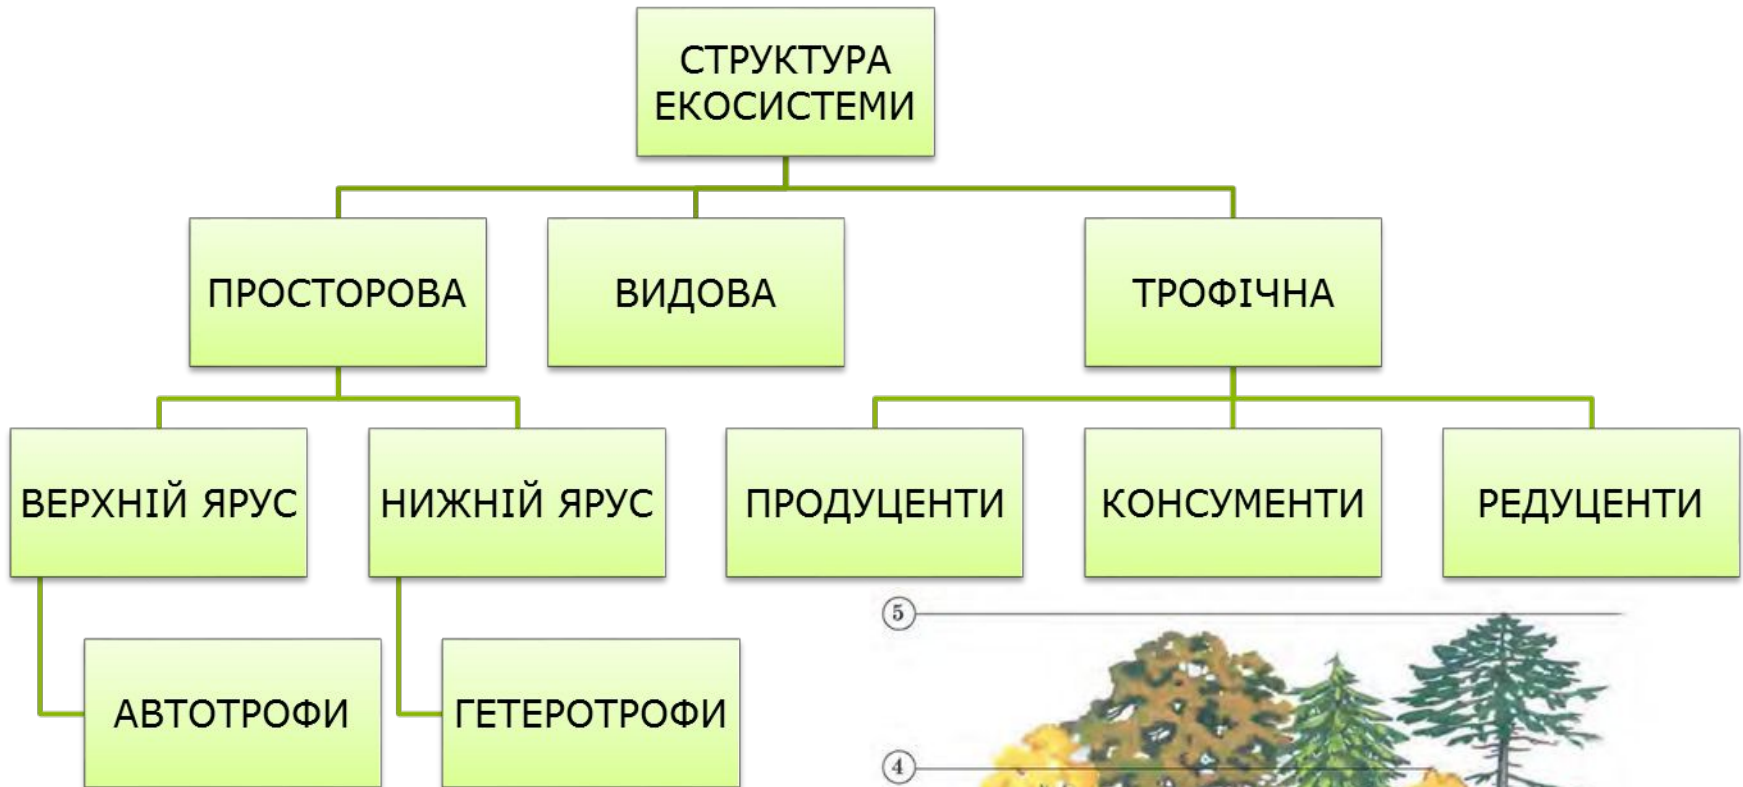 СТРУКТУРА
ЕКОСИСТЕМИ
ПРОСТОРОВА
ВИДОВА
ТРОФІЧНА
ВЕРХНІЙ ЯРУС
НИЖНІЙ ЯРУС
ПРОДУЦЕНТИ
КОНСУМЕНТИ
РЕДУЦЕНТИ
АВТОТРОФИ
ГЕТЕРОТРОФИ
5
4